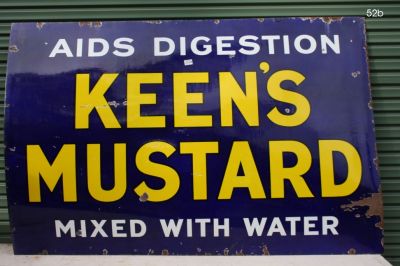 52b
AIDS DIGESTION
KEEN'S
MUSTARD
MIXED WITH WATER